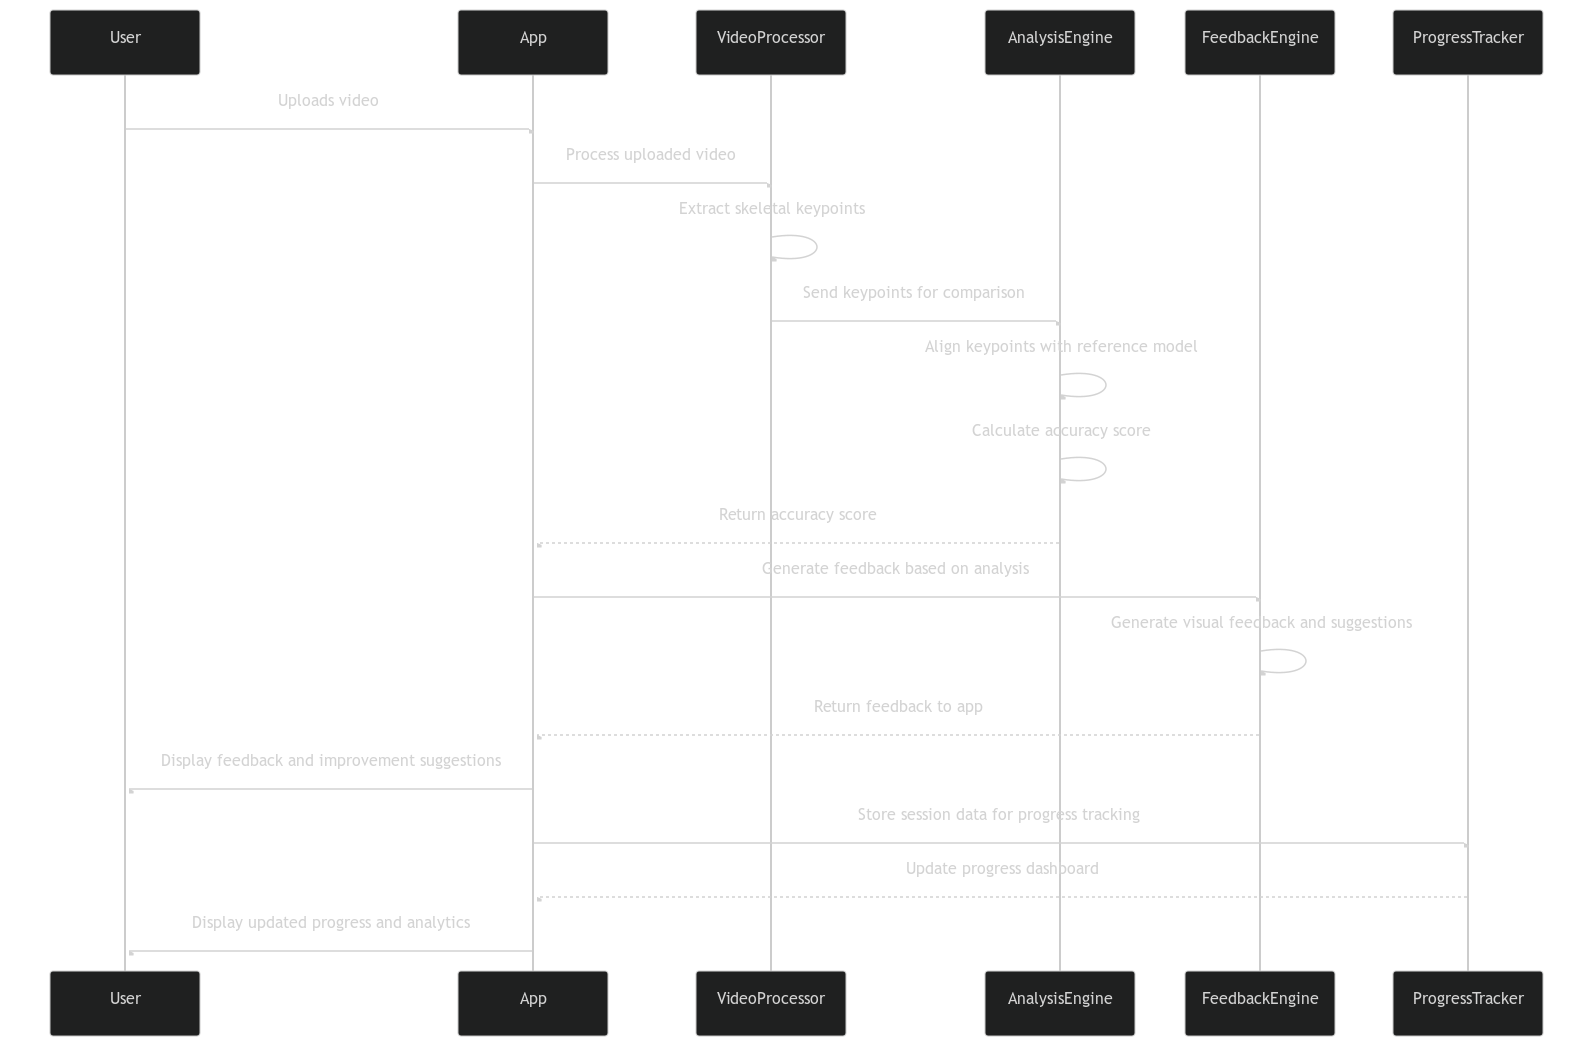 User
App
VideoProcessor
AnalysisEngine
FeedbackEngine
ProgressTracker
Uploads video
Process uploaded video
Extract skeletal keypoints
Send keypoints for comparison
Align keypoints with reference model
Calculate accuracy score
Return accuracy score
Generate feedback based on analysis
Generate visual feedback and suggestions
Return feedback to app
Display feedback and improvement suggestions
Store session data for progress tracking
Update progress dashboard
Display updated progress and analytics
User
App
VideoProcessor
AnalysisEngine
FeedbackEngine
ProgressTracker